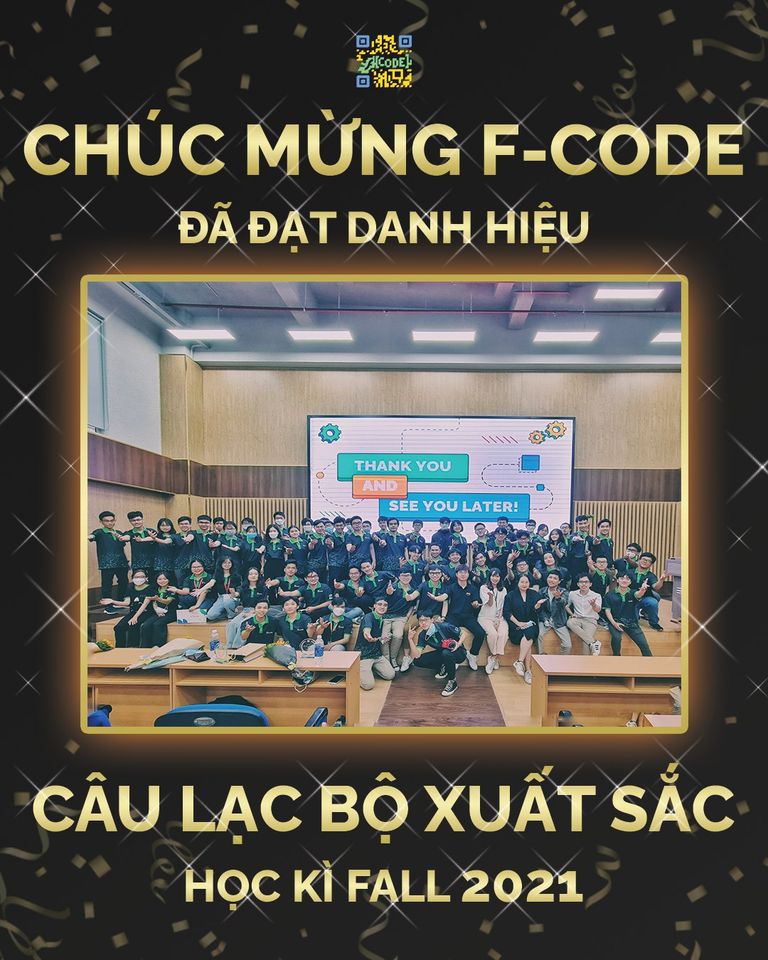 CODE
CHÚC MỪNG F-CODE
ĐÃ ĐẠT DANH HIỆU
THANK YOU
AND
SEE YOU LATER!
CÂU LẠC BỘ XUẤT SẮC
HỌC KÌ FALL 2021